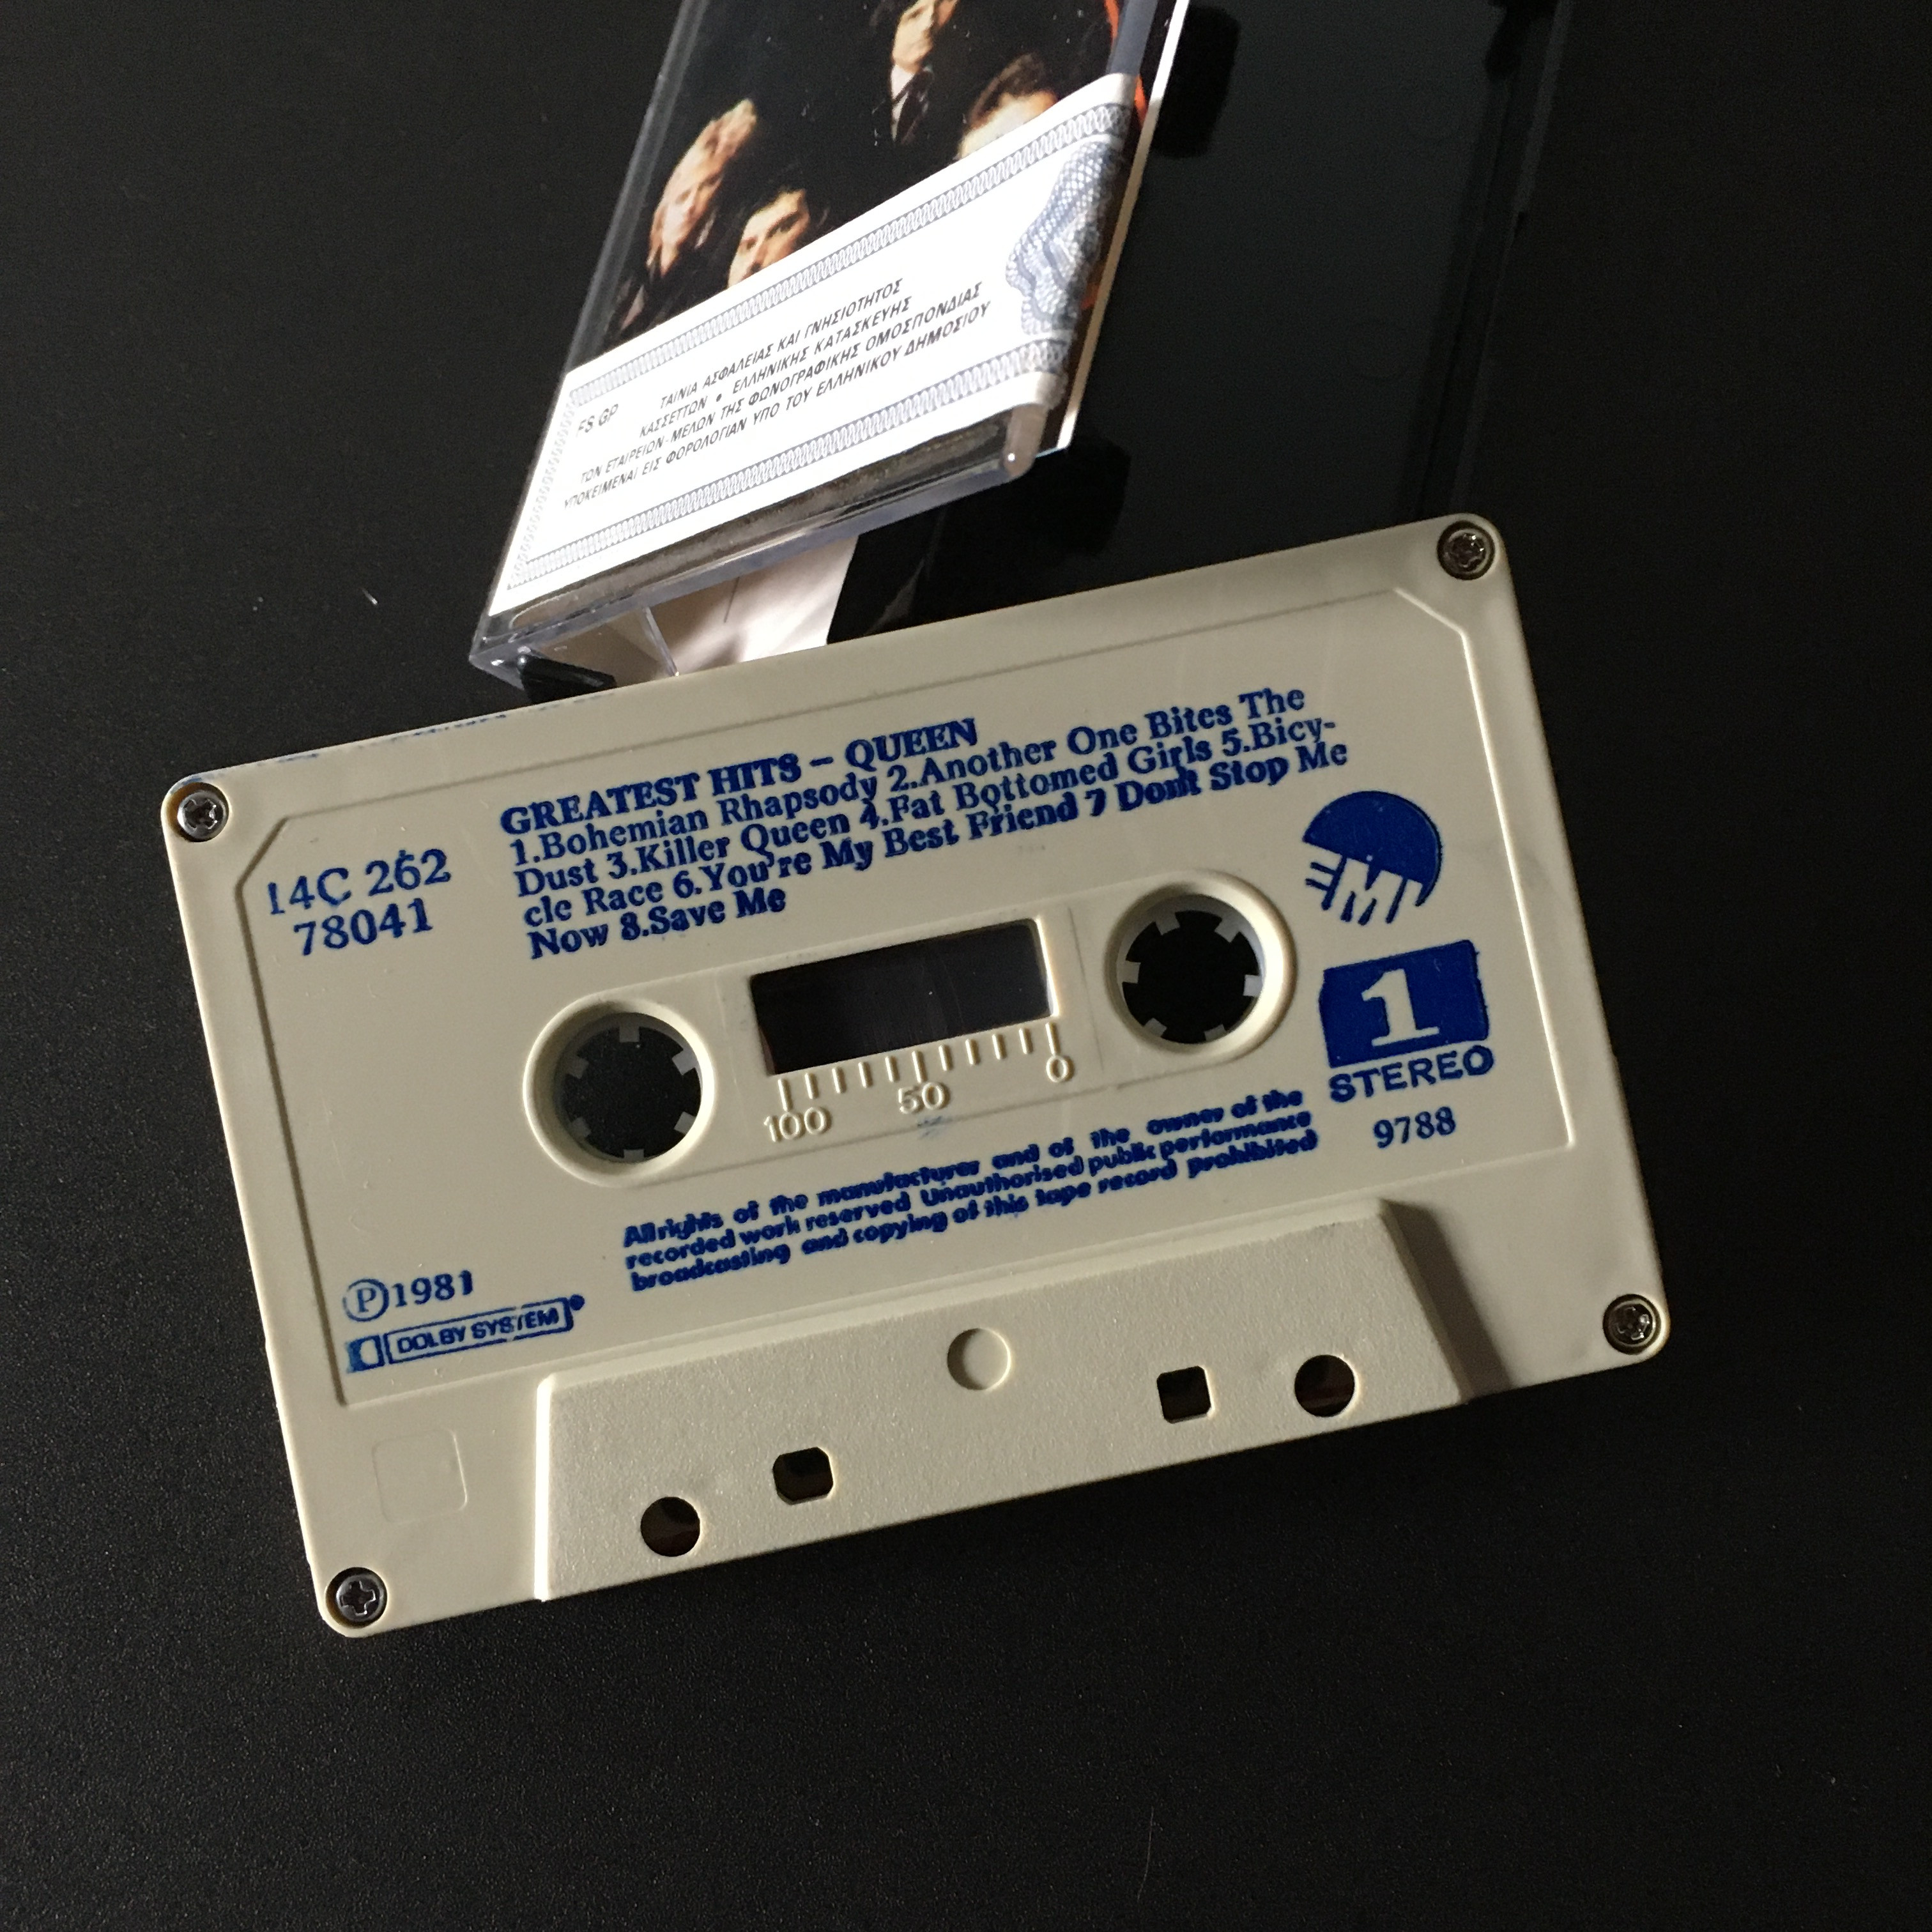 FS GP
ΤΑΙΝΙΑ ΑΣΦΑΛΕΙΑΣ ΚΑΙ ΓΝΗΣΙΟΤΗΤΟΣ
ΚΑΣΣΕΤΤΩΝ • ΕΛΛΗΝΙΚΗΣ ΚΑΤΑΣΚΕΥΗΣ
ΤΩΝ ΕΤΑΙΡΕΙΩΝ-ΜΕΛΩΝ ΤΗΣ ΦΩΝΟΓΡΑΦΙΚΗΣ ΟΜΟΣΠΟΝΔΙΑΣ
ΥΠΟΚΕΙΜΕΝΑΙ ΕΙΣ ΦΟΡΟΛΟΓΙΑΝ ΥΠΟ ΤΟΥ ΕΛΛΗΝΙΚΟΥ ΔΗΜΟΣΙΟΥ
14C 262
78041
GREATEST HITS – QUEEN
1.Bohemian Rhapsody 2.Another One Bites The
Dust 3.Killer Queen 4.Fat Bottomed Girls 5.Bicy-
cle Race 6.You're My Best Friend 7 Don't Stop Me
Now 8.Save Me
EMI
1
STEREO
9788
100 50 0
All rights of the manufacturer and of the owner of the
recorded work reserved Unauthorised public performance
broadcasting and copying of this tape record prohibited
Ⓟ1981
DOLBY SYSTEM®